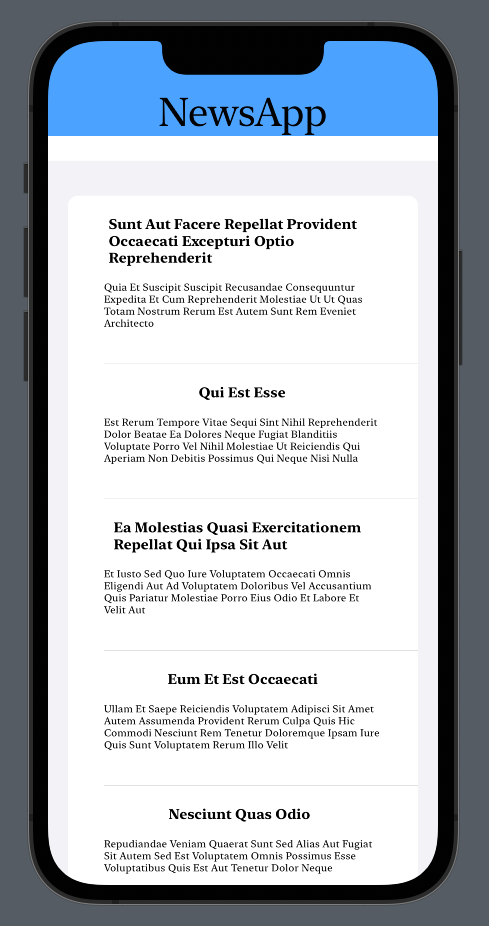 NewsApp
Sunt Aut Facere Repellat Provident
Occaecati Excepturi Optio
Reprehenderit
Quia Et Suscipit Suscipit Recusandae Consequuntur
Expedita Et Cum Reprehenderit Molestiae Ut Ut Quas
Totam Nostrum Rerum Est Autem Sunt Rem Eveniet
Architecto
Qui Est Esse
Est Rerum Tempore Vitae Sequi Sint Nihil Reprehenderit
Dolor Beatae Ea Dolores Neque Fugiat Blanditiis
Voluptate Porro Vel Nihil Molestiae Ut Reiciendis Qui
Aperiam Non Debitis Possimus Qui Neque Nisi Nulla
Ea Molestias Quasi Exercitationem
Repellat Qui Ipsa Sit Aut
Et Iusto Sed Quo Iure Voluptatem Occaecati Omnis
Eligendi Aut Ad Voluptatem Doloribus Vel Accusantium
Quis Pariatur Molestiae Porro Eius Odio Et Labore Et
Velit Aut
Eum Et Est Occaecati
Ullam Et Saepe Reiciendis Voluptatem Adipisci Sit Amet
Autem Assumenda Provident Rerum Culpa Quis Hic
Commodi Nesciunt Rem Tenetur Doloremque Ipsam Iure
Quis Sunt Voluptatem Rerum Illo Velit
Nesciunt Quas Odio
Repudiandae Veniam Quaerat Sunt Sed Alias Aut Fugiat
Sit Autem Sed Est Voluptatem Omnis Possimus Esse
Voluptatibus Quis Est Aut Tenetur Dolor Neque